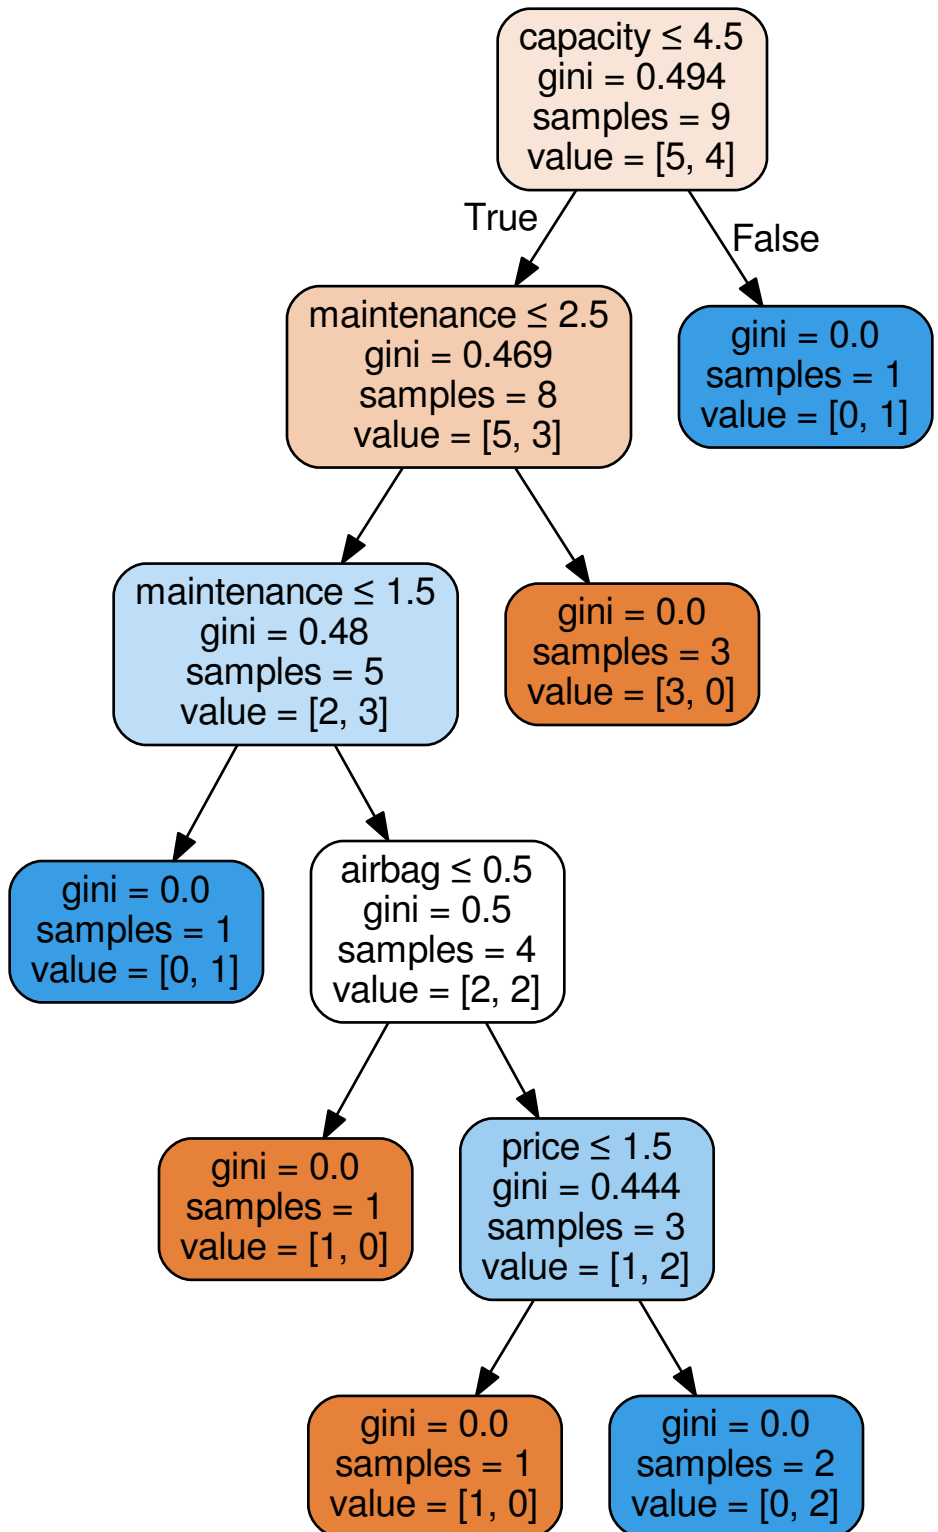 capacity ≤ 4.5
gini = 0.494
samples = 9
value = [5, 4]
True
False
maintenance ≤ 2.5
gini = 0.469
samples = 8
value = [5, 3]
gini = 0.0
samples = 1
value = [0, 1]
maintenance ≤ 1.5
gini = 0.48
samples = 5
value = [2, 3]
gini = 0.0
samples = 3
value = [3, 0]
gini = 0.0
samples = 1
value = [0, 1]
airbag ≤ 0.5
gini = 0.5
samples = 4
value = [2, 2]
gini = 0.0
samples = 1
value = [1, 0]
price ≤ 1.5
gini = 0.444
samples = 3
value = [1, 2]
gini = 0.0
samples = 1
value = [1, 0]
gini = 0.0
samples = 2
value = [0, 2]